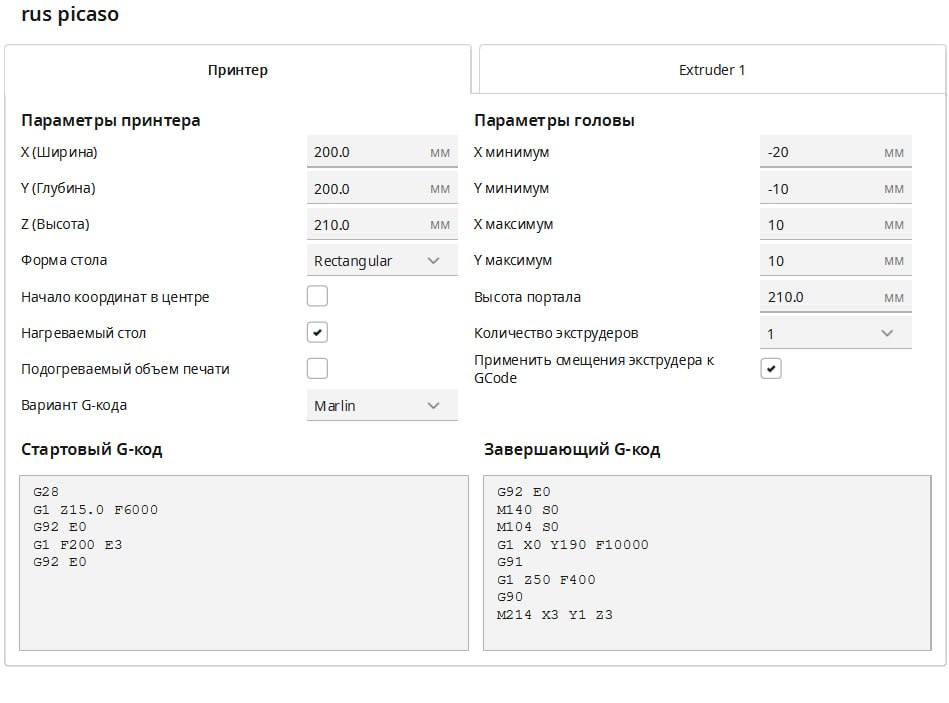 rus picaso
Принтер
Extruder 1
Параметры принтера
X (Ширина)
200.0 мм
Y (Глубина)
200.0 мм
Z (Высота)
210.0 мм
Форма стола
Rectangular
Начало координат в центре
Нагреваемый стол
Подогреваемый объем печати
Вариант G-кода
Marlin
Параметры головы
X минимум
-20 мм
Y минимум
-10 мм
X максимум
10 мм
Y максимум
10 мм
Высота портала
210.0 мм
Количество экструдеров
1
Применить смещения экструдера к
GCode
Стартовый G-код
G28
G1 Z15.0 F6000
G92 E0
G1 F200 E3
G92 E0
Завершающий G-код
G92 E0
M140 S0
M104 S0
G1 X0 Y190 F10000
G91
G1 Z50 F400
G90
M214 X3 Y1 Z3